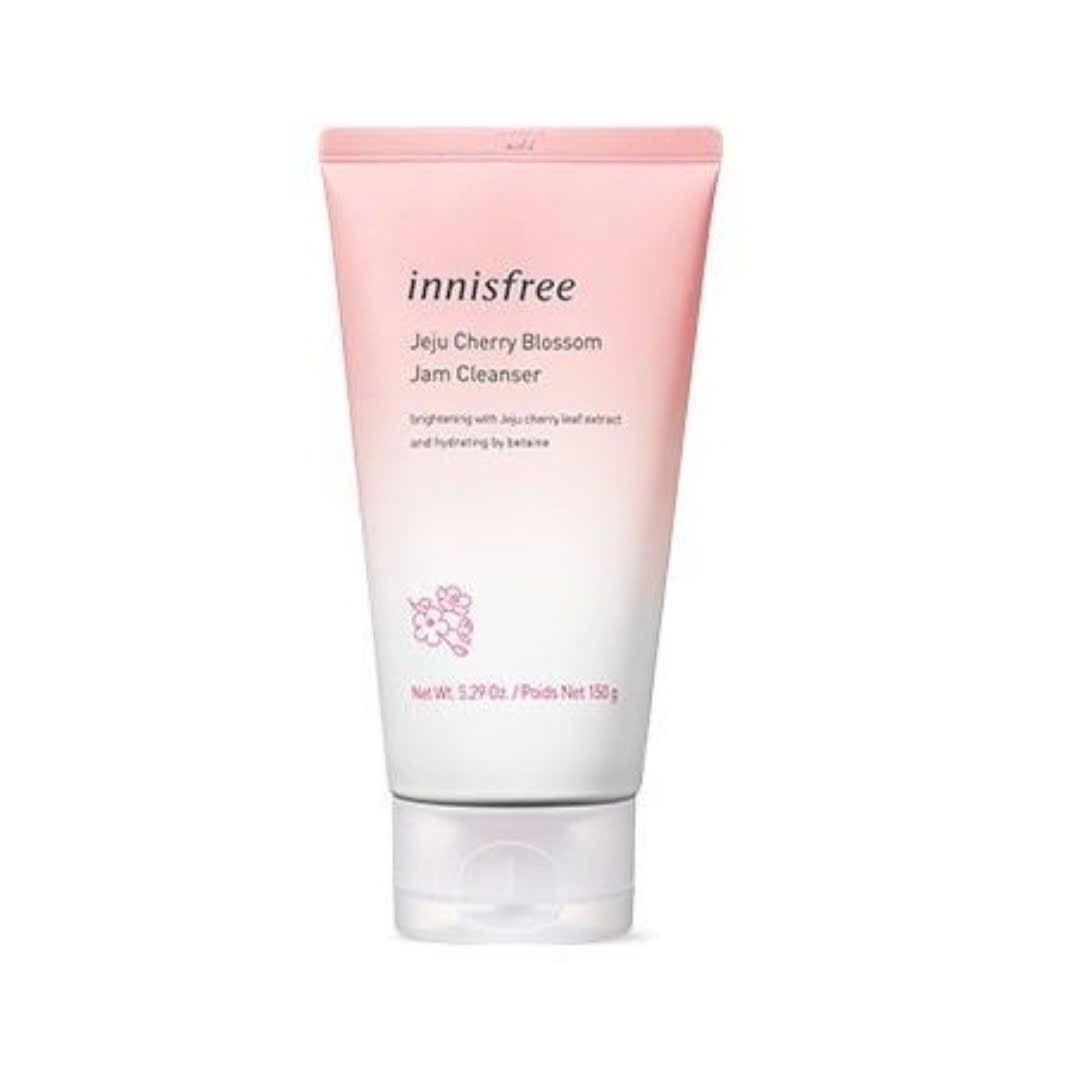 innisfree
Jeju Cherry Blossom
Jam Cleanser
brightening with Jeju cherry leaf extract
and hydrating by betaine
Net Wt. 5.29 Oz. / Poids Net 150 g